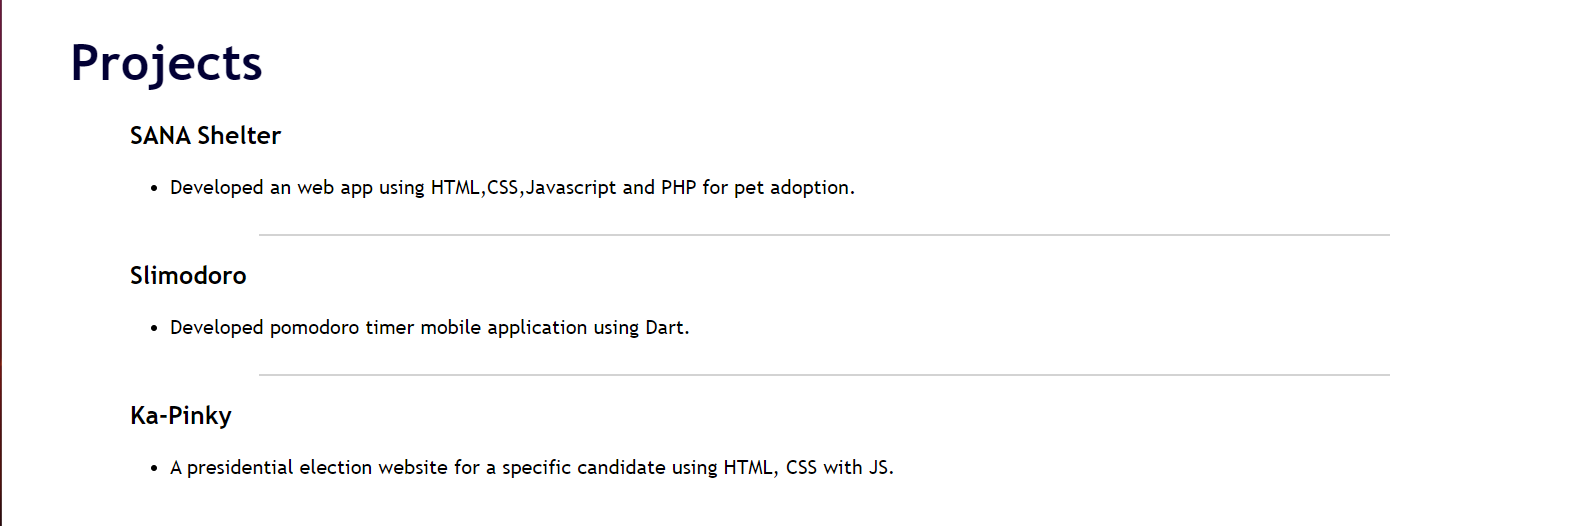 Projects
SANA Shelter
• Developed an web app using HTML,CSS,Javascript and PHP for pet adoption.
Slimodoro
• Developed pomodoro timer mobile application using Dart.
Ka-Pinky
• A presidential election website for a specific candidate using HTML, CSS with JS.